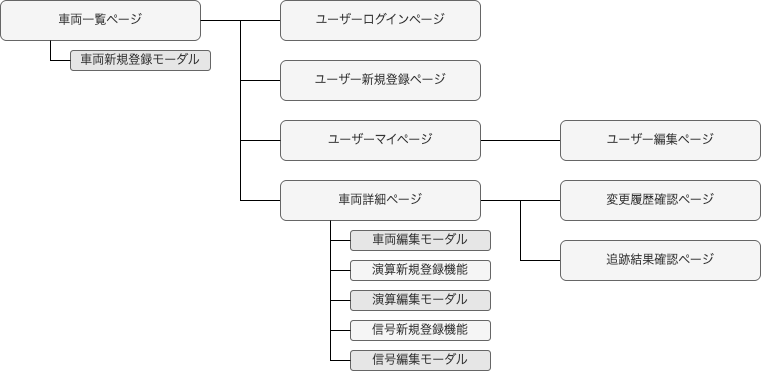 車両一覧ページ
車両新規登録モーダル
ユーザーログインページ
ユーザー新規登録ページ
ユーザーマイページ
ユーザー編集ページ
車両詳細ページ
変更履歴確認ページ
追跡結果確認ページ
車両編集モーダル
演算新規登録機能
演算編集モーダル
信号新規登録機能
信号編集モーダル